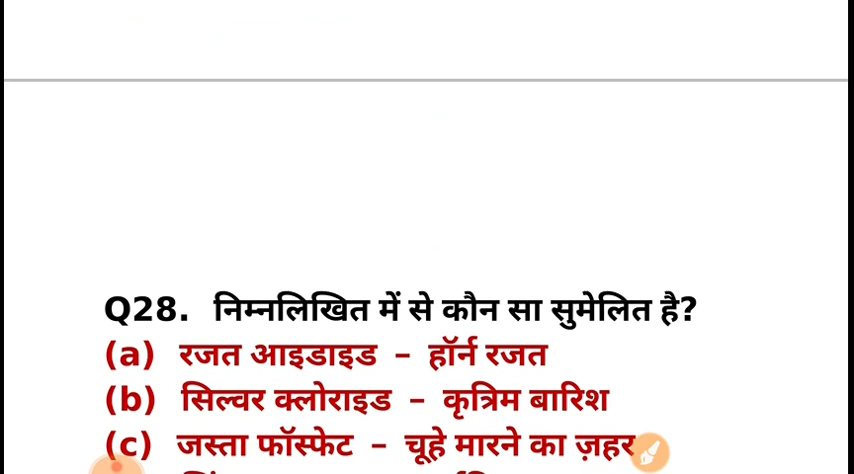 Q28. निम्नलिखित में से कौन सा सुमेलित है?
(a) रजत आइडाइड – हॉर्न रजत
(b) सिल्वर क्लोराइड – कृत्रिम बारिश
(c) जस्ता फॉस्फेट – चूहे मारने का ज़हर